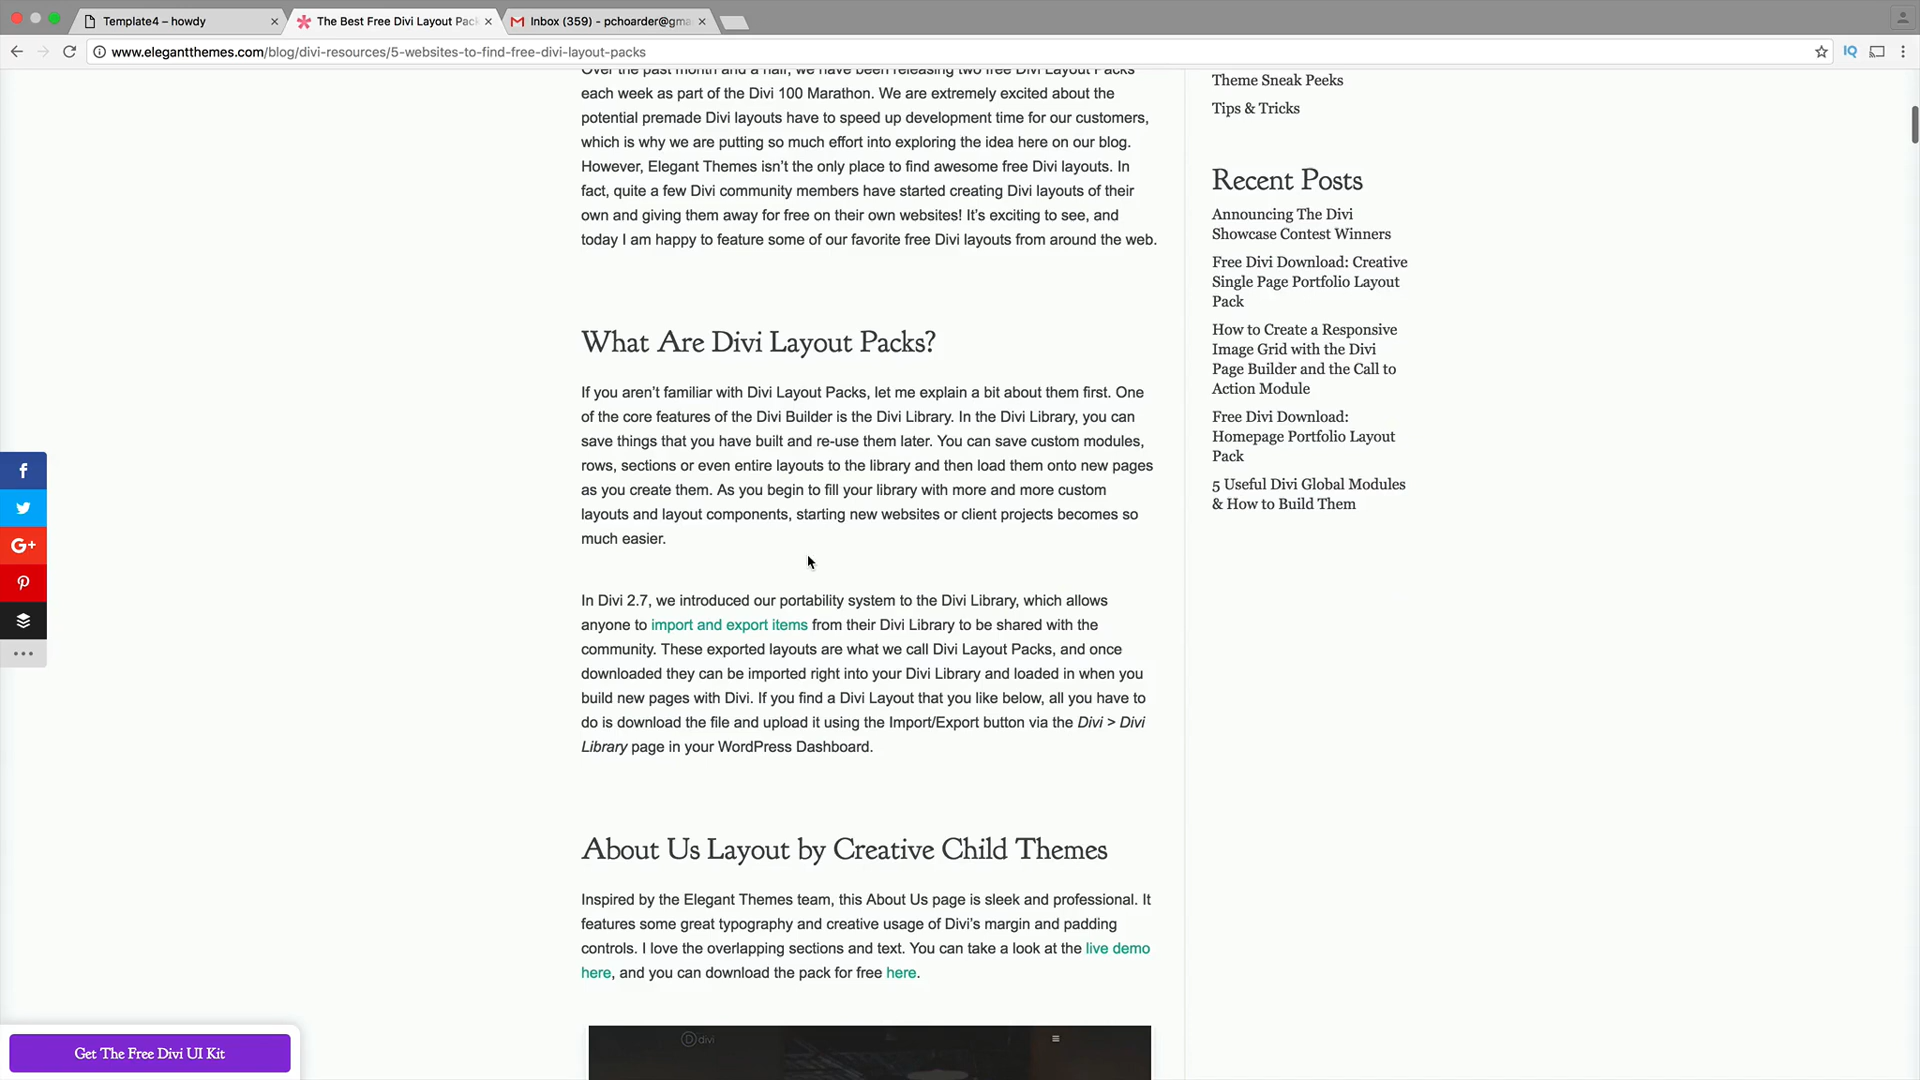 Template4 – howdy
The Best Free Divi Layout Pack
Inbox (359) - pchoarder@gma
www.elegantthemes.com/blog/divi-resources/5-websites-to-find-free-divi-layout-packs
IQ
Over the past month and a half, we have been releasing two free Divi Layout Packs
each week as part of the Divi 100 Marathon. We are extremely excited about the
potential premade Divi layouts have to speed up development time for our customers,
which is why we are putting so much effort into exploring the idea here on our blog.
However, Elegant Themes isn’t the only place to find awesome free Divi layouts. In
fact, quite a few Divi community members have started creating Divi layouts of their
own and giving them away for free on their own websites! It’s exciting to see, and
today I am happy to feature some of our favorite free Divi layouts from around the web.
What Are Divi Layout Packs?
If you aren’t familiar with Divi Layout Packs, let me explain a bit about them first. One
of the core features of the Divi Builder is the Divi Library. In the Divi Library, you can
save things that you have built and re-use them later. You can save custom modules,
rows, sections or even entire layouts to the library and then load them onto new pages
as you create them. As you begin to fill your library with more and more custom
layouts and layout components, starting new websites or client projects becomes so
much easier.
In Divi 2.7, we introduced our portability system to the Divi Library, which allows
anyone to import and export items from their Divi Library to be shared with the
community. These exported layouts are what we call Divi Layout Packs, and once
downloaded they can be imported right into your Divi Library and loaded in when you
build new pages with Divi. If you find a Divi Layout that you like below, all you have to
do is download the file and upload it using the Import/Export button via the Divi > Divi
Library page in your WordPress Dashboard.
About Us Layout by Creative Child Themes
Inspired by the Elegant Themes team, this About Us page is sleek and professional. It
features some great typography and creative usage of Divi’s margin and padding
controls. I love the overlapping sections and text. You can take a look at the live demo
here, and you can download the pack for free here.
D divi
Theme Sneak Peeks
Tips & Tricks
Recent Posts
Announcing The Divi
Showcase Contest Winners
Free Divi Download: Creative
Single Page Portfolio Layout
Pack
How to Create a Responsive
Image Grid with the Divi
Page Builder and the Call to
Action Module
Free Divi Download:
Homepage Portfolio Layout
Pack
5 Useful Divi Global Modules
& How to Build Them
f
G+
Get The Free Divi UI Kit